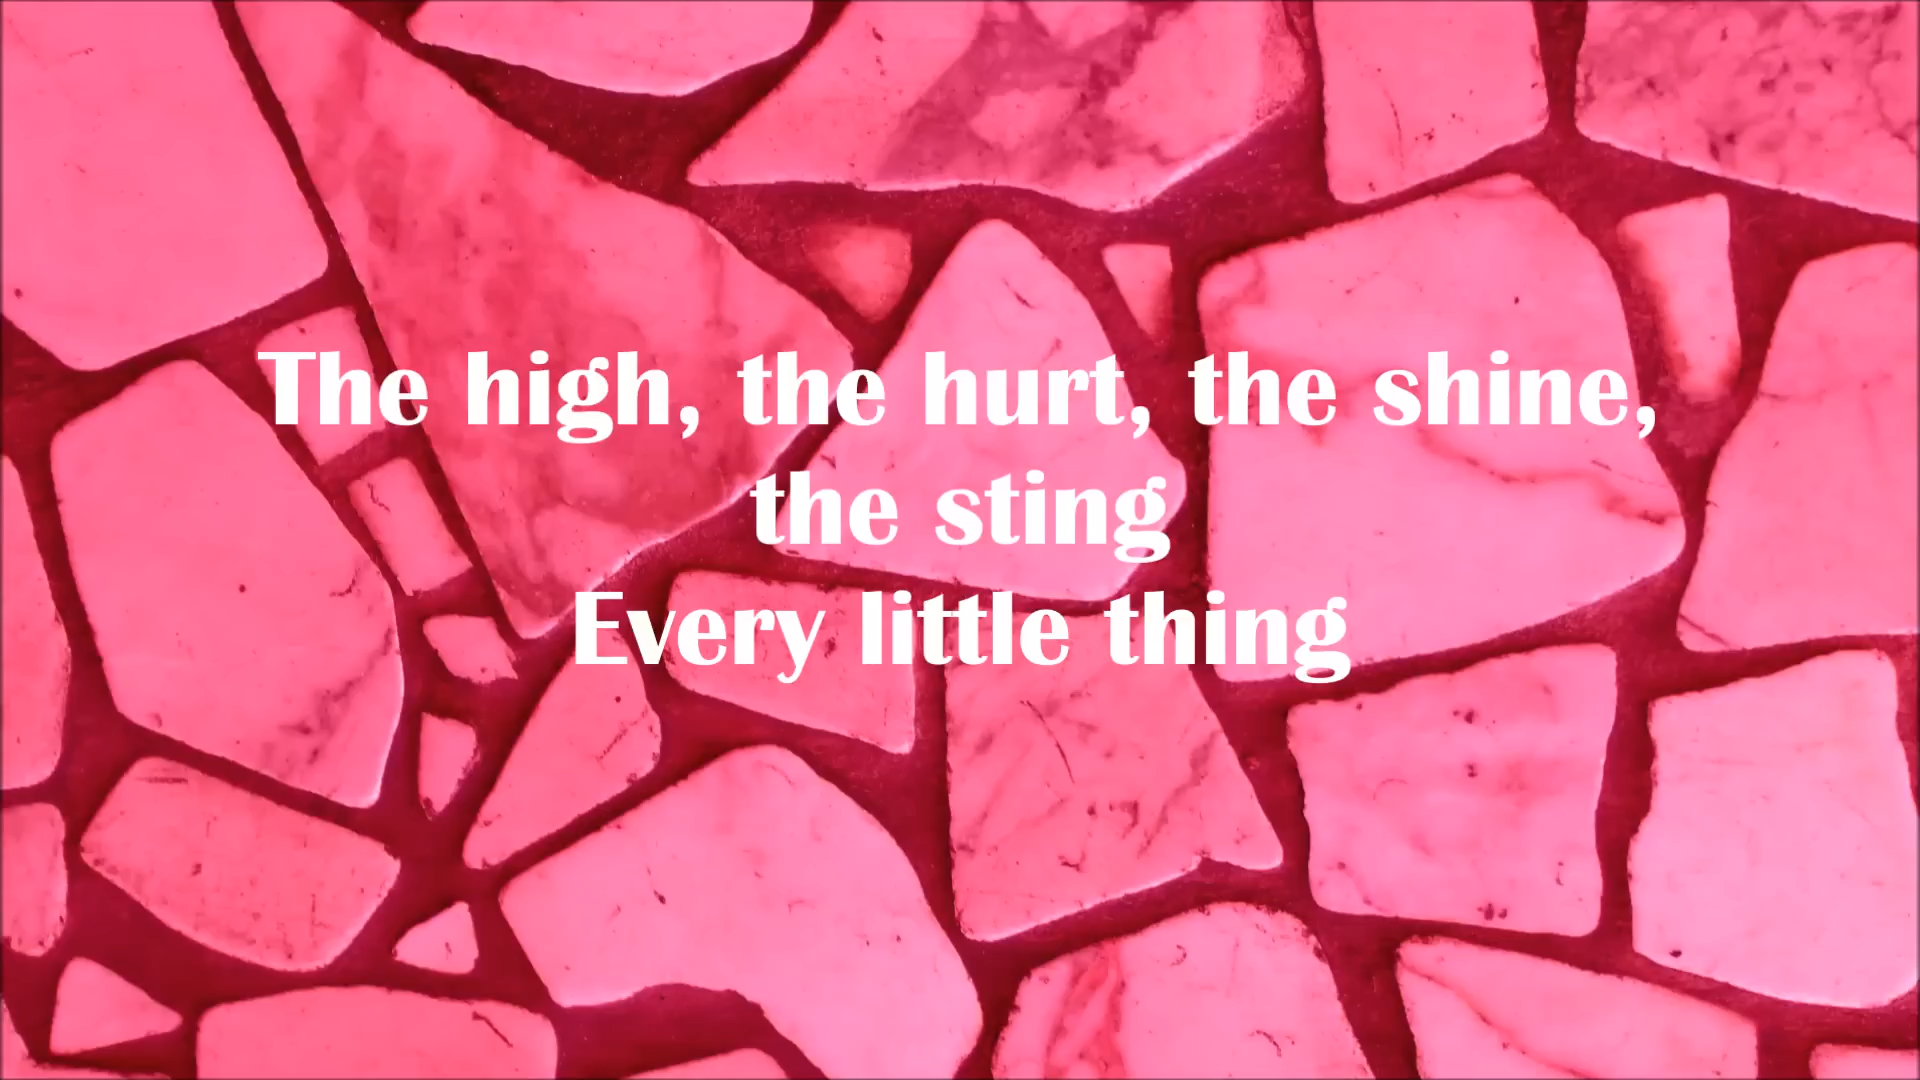 The high, the hurt, the shine,
the sting
Every little thing